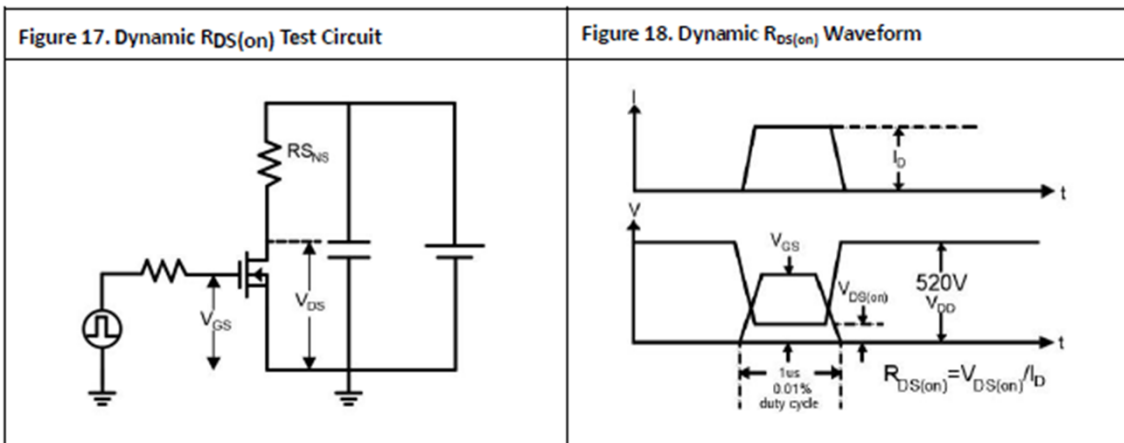 Figure 17. Dynamic RDS(on) Test Circuit
Figure 18. Dynamic RDS(on) Waveform
RSNS
VGS
VDS
I
ID
t
V
VGS
VDS(on)
520V
VDD
t
1us
0.01%
duty cycle
RDS(on)=VDS(on)/ID